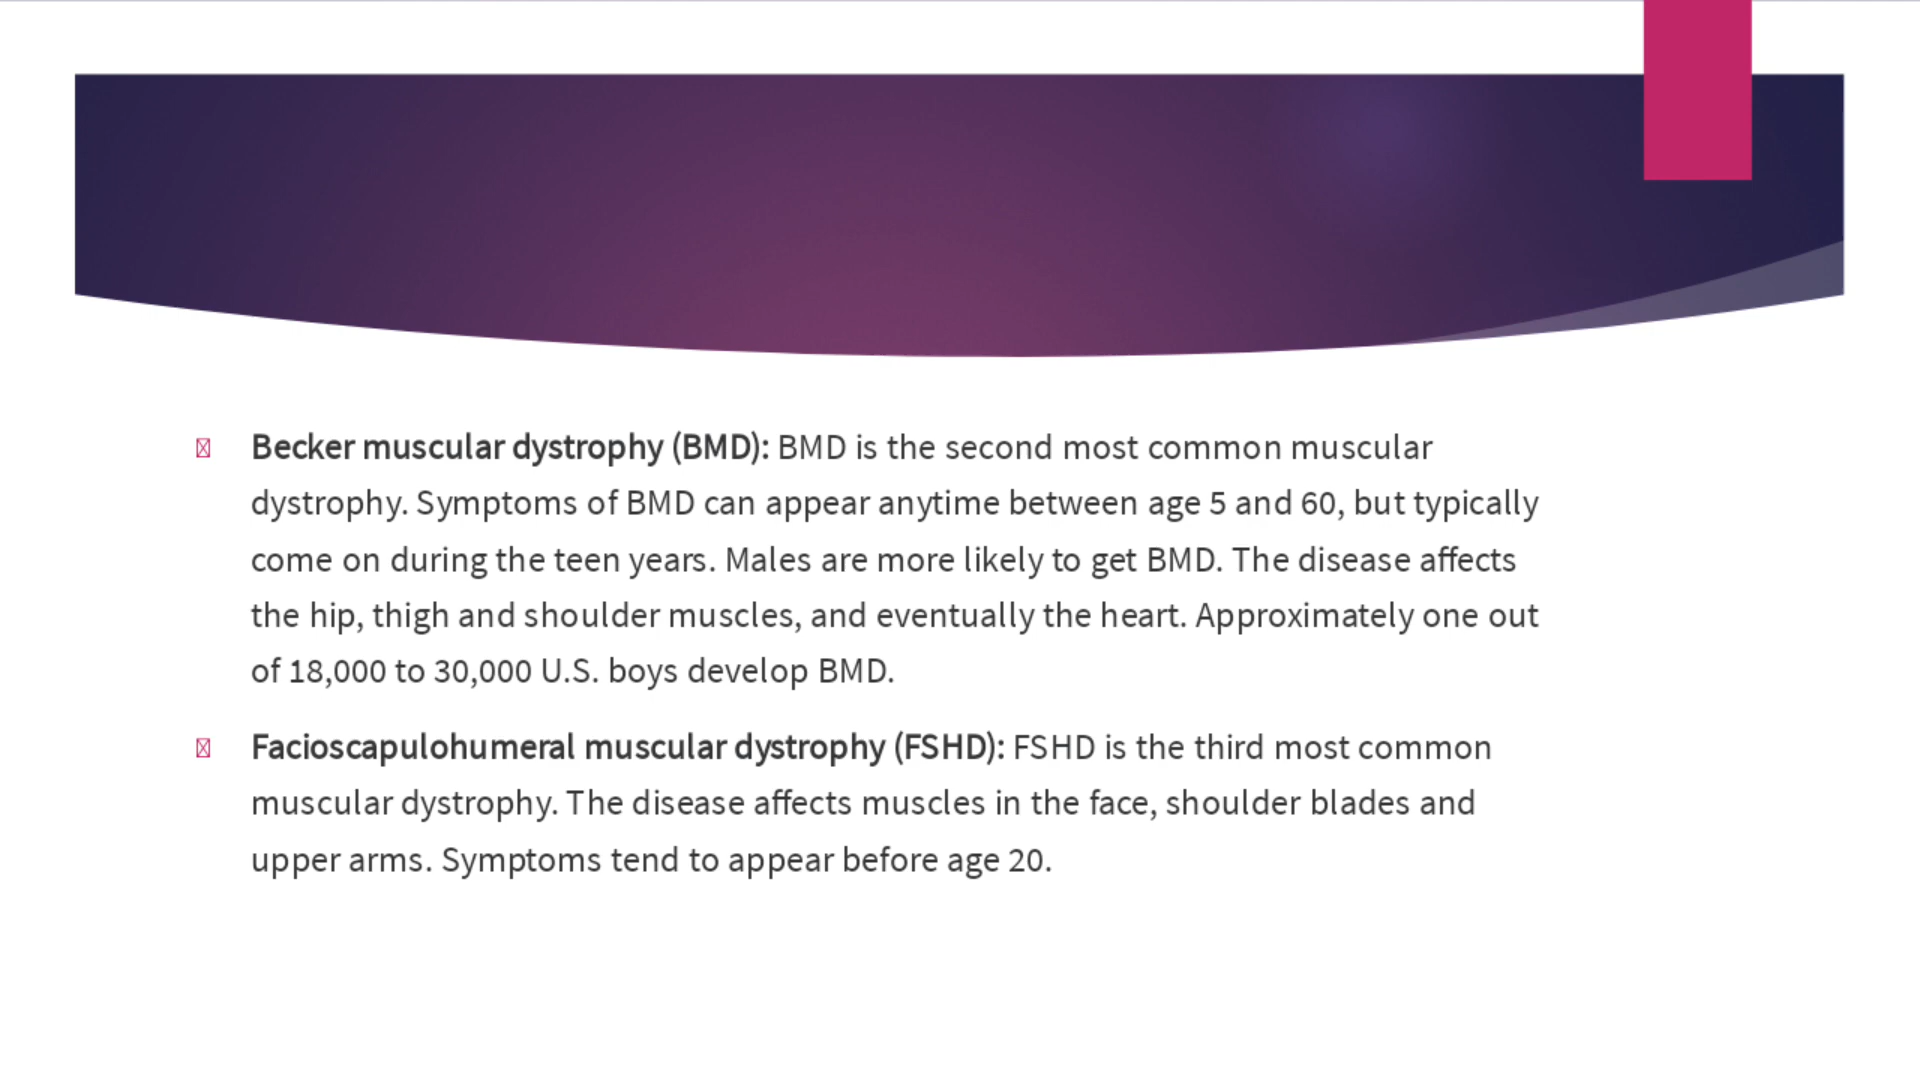 Becker muscular dystrophy (BMD): BMD is the second most common muscular
dystrophy. Symptoms of BMD can appear anytime between age 5 and 60, but typically
come on during the teen years. Males are more likely to get BMD. The disease affects
the hip, thigh and shoulder muscles, and eventually the heart. Approximately one out
of 18,000 to 30,000 U.S. boys develop BMD.
Facioscapulohumeral muscular dystrophy (FSHD): FSHD is the third most common
muscular dystrophy. The disease affects muscles in the face, shoulder blades and
upper arms. Symptoms tend to appear before age 20.